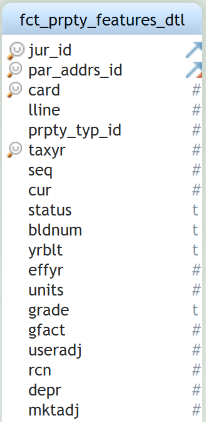 fct_prpty_features_dtl
jur_id
par_addrs_id
card #
lline #
prpty_typ_id #
taxyr #
seq #
cur #
status t
bldnum t
yrblt t
effyr #
units #
grade t
gfact #
useradj #
rcn #
depr #
mktadj #